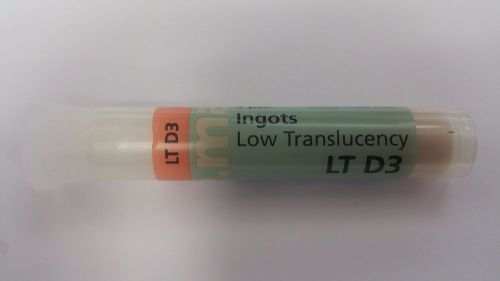 LT D3
Ingots
Low Translucency
LT D3